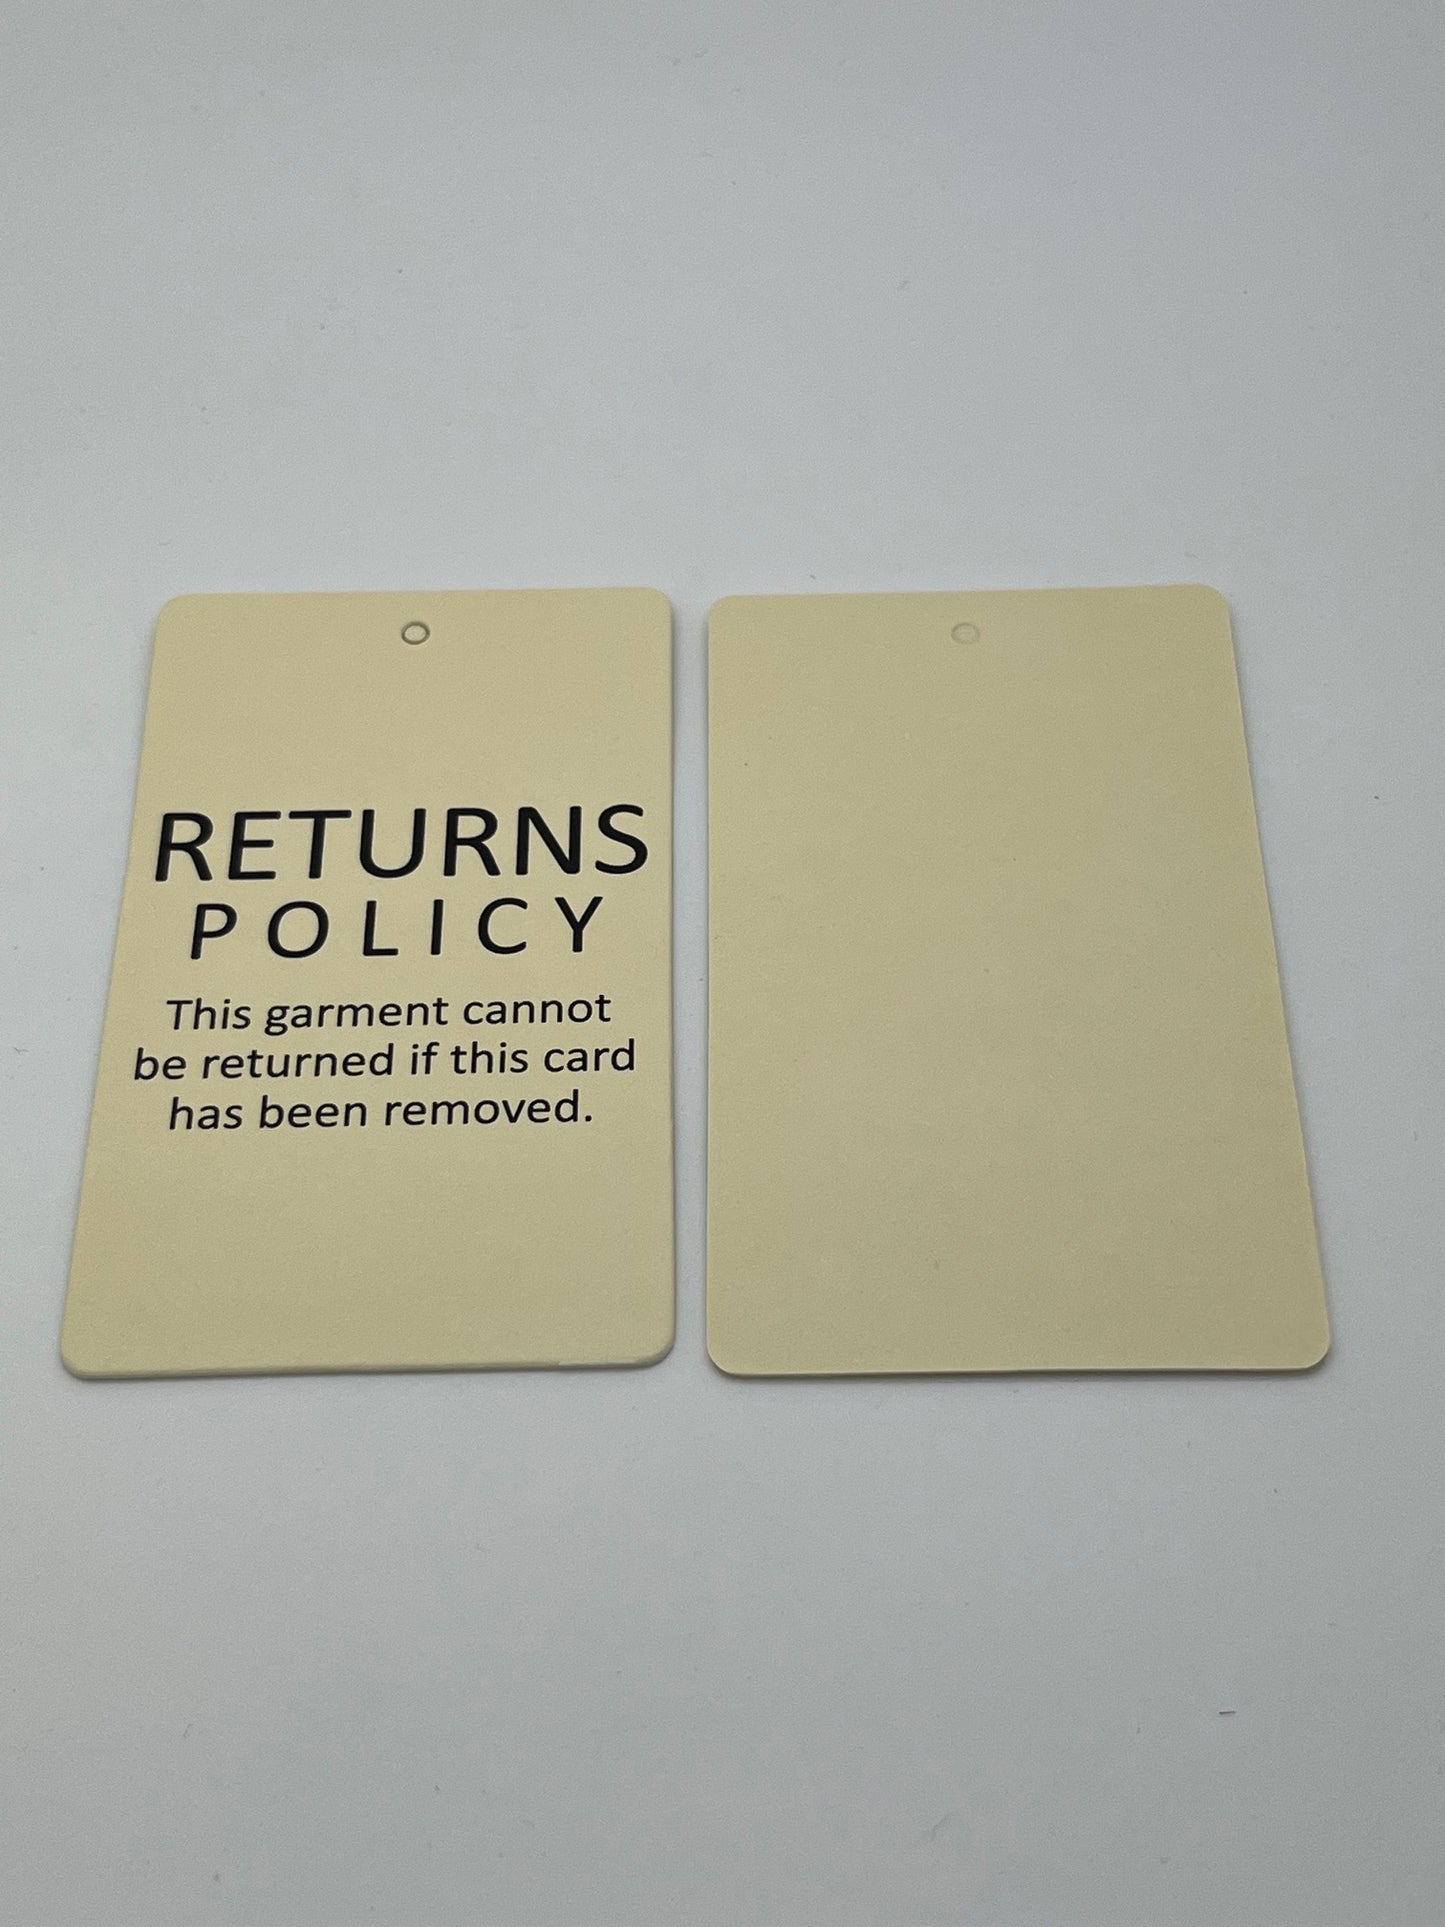 RETURNS
POLICY
This garment cannot
be returned if this card
has been removed.